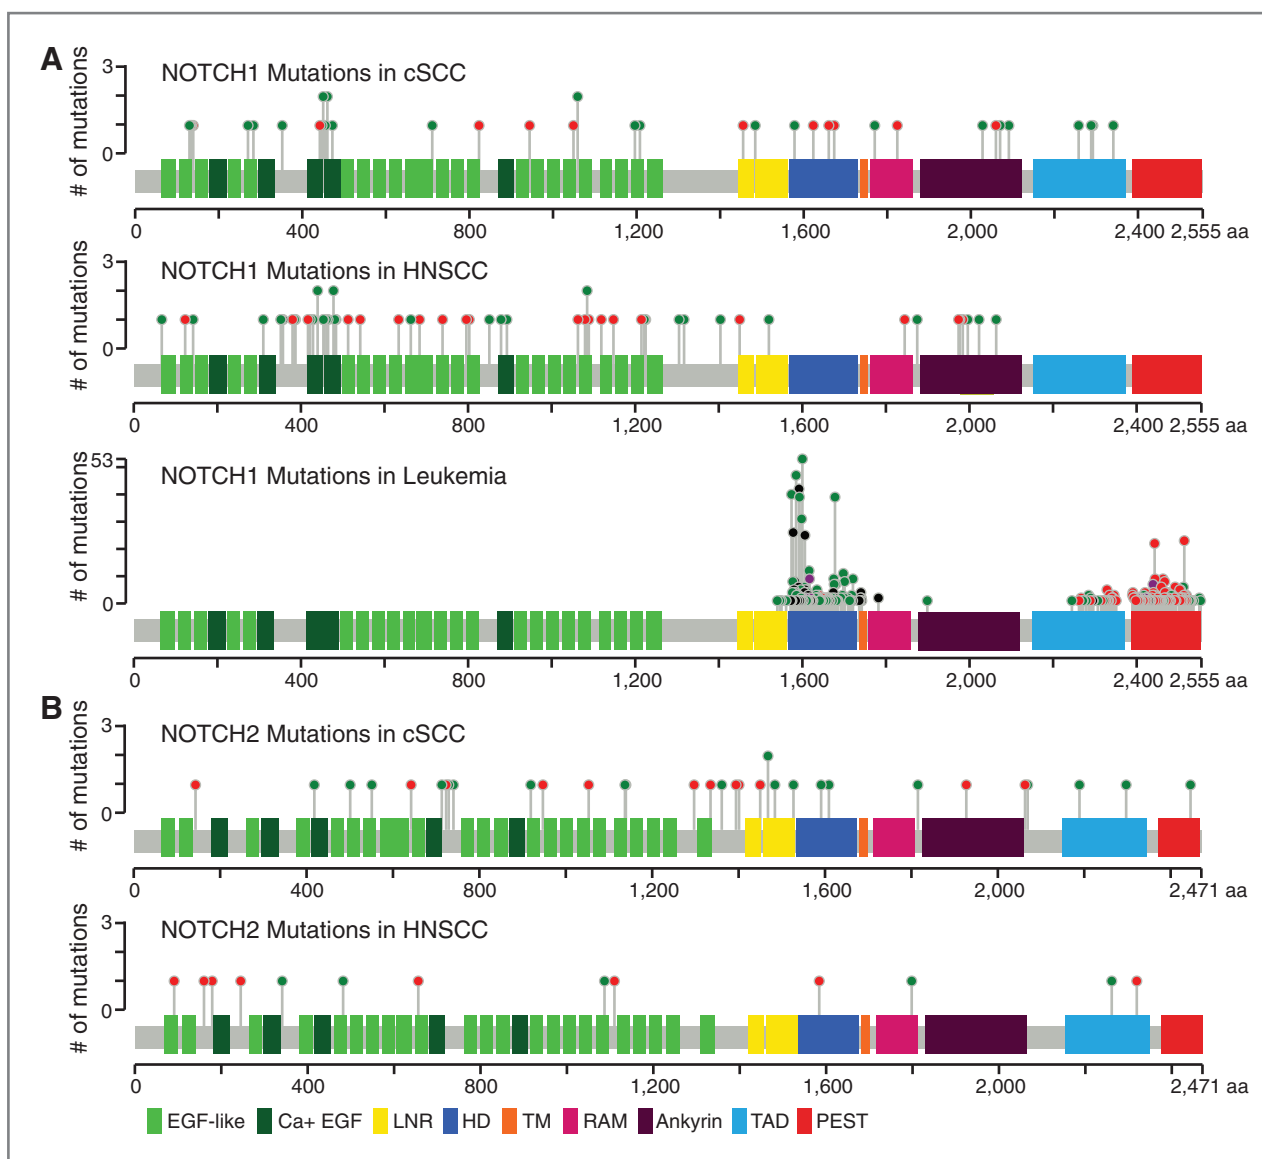 A
NOTCH1 Mutations in cSCC
# of mutations
3
0
0 400 800 1,200 1,600 2,000 2,400 2,555 aa
NOTCH1 Mutations in HNSCC
# of mutations
3
0
0 400 800 1,200 1,600 2,000 2,400 2,555 aa
NOTCH1 Mutations in Leukemia
# of mutations
53
0
0 400 800 1,200 1,600 2,000 2,400 2,555 aa
B
NOTCH2 Mutations in cSCC
# of mutations
3
0
0 400 800 1,200 1,600 2,000 2,471 aa
NOTCH2 Mutations in HNSCC
# of mutations
3
0
0 400 800 1,200 1,600 2,000 2,471 aa
EGF-like Ca+ EGF LNR HD TM RAM Ankyrin TAD PEST